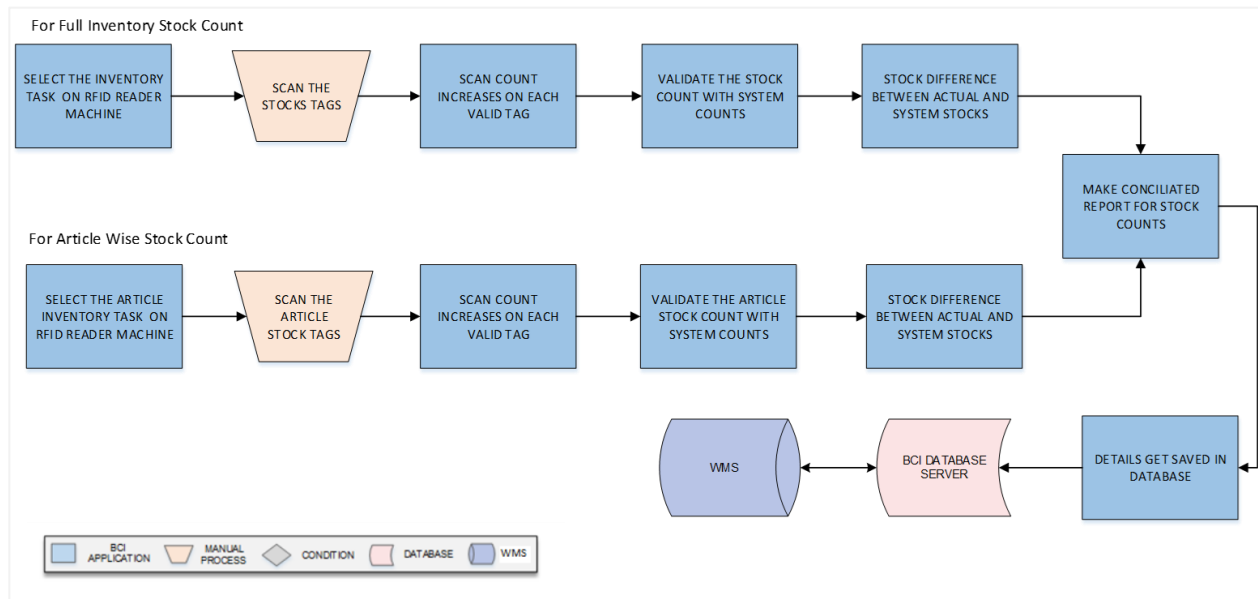 For Full Inventory Stock Count
SELECT THE INVENTORY
TASK ON RFID READER
MACHINE
SCAN THE
STOCKS TAGS
SCAN COUNT
INCREASES ON EACH
VALID TAG
VALIDATE THE STOCK
COUNT WITH SYSTEM
COUNTS
STOCK DIFFERENCE
BETWEEN ACTUAL AND
SYSTEM STOCKS
MAKE CONCILIATED
REPORT FOR STOCK
COUNTS
For Article Wise Stock Count
SELECT THE ARTICLE
INVENTORY TASK ON
RFID READER MACHINE
SCAN THE
ARTICLE
STOCK TAGS
SCAN COUNT
INCREASES ON EACH
VALID TAG
VALIDATE THE ARTICLE
STOCK COUNT WITH
SYSTEM COUNTS
STOCK DIFFERENCE
BETWEEN ACTUAL AND
SYSTEM STOCKS
WMS
BCI DATABASE
SERVER
DETAILS GET SAVED IN
DATABASE
BCI
APPLICATION
MANUAL
PROCESS
CONDITION
DATABASE
WMS